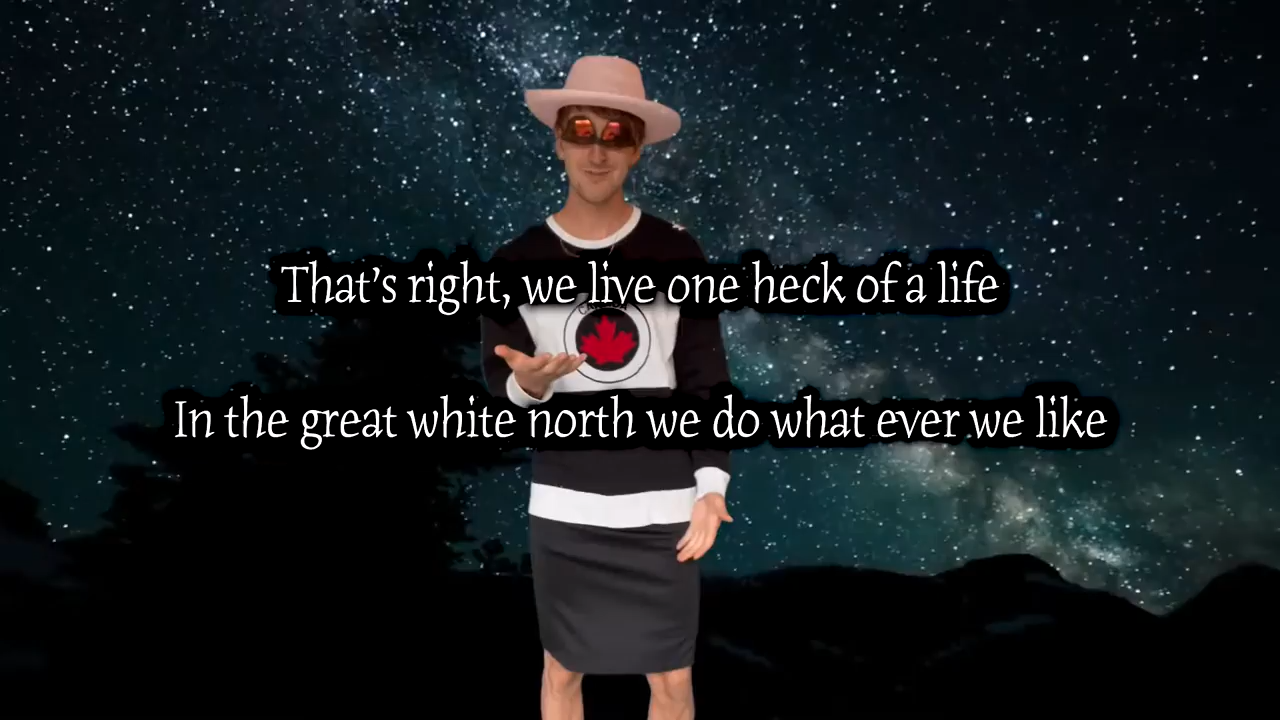 That's right, we live one heck of a life
In the great white north we do what ever we like